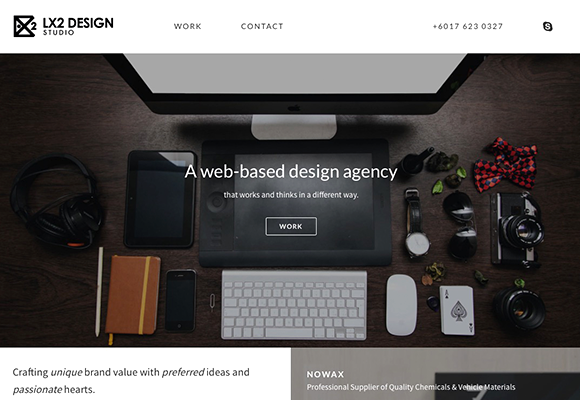 LX2 DESIGN
STUDIO
WORK
CONTACT
+6017 623 0327
A web-based design agency
that works and thinks in a different way.
WORK
Crafting unique brand value with preferred ideas and
passionate hearts.
NOWAX
Professional Supplier of Quality Chemicals & Vehicle Materials